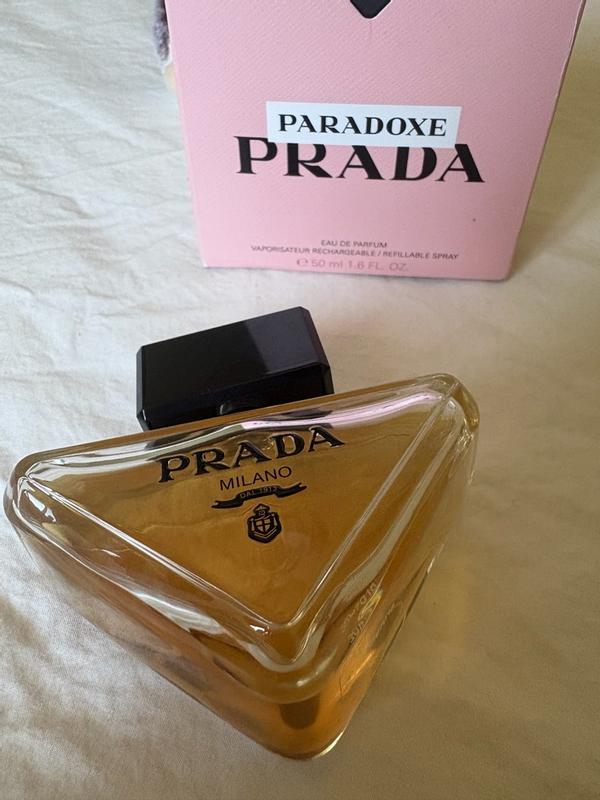 PARADOXE
PRADA
EAU DE PARFUM
VAPORISATEUR RECHARGEABLE / REFILLABLE SPRAY
℮ 50 ml 1.6 FL. OZ.
PRADA
MILANO
DAL 1913